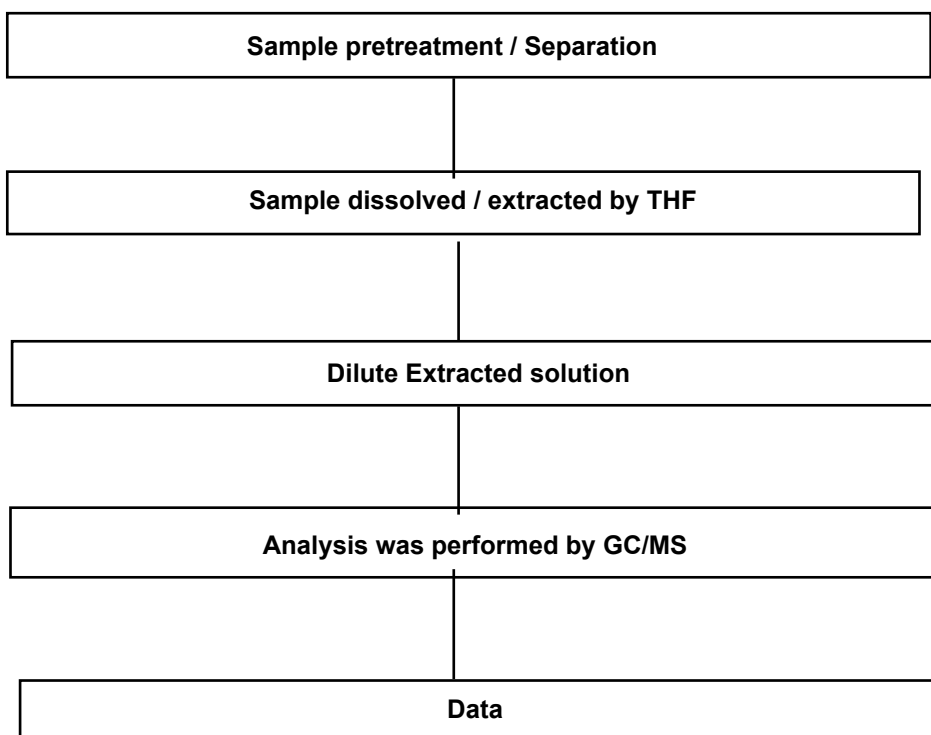 Sample pretreatment / Separation
Sample dissolved / extracted by THF
Dilute Extracted solution
Analysis was performed by GC/MS
Data